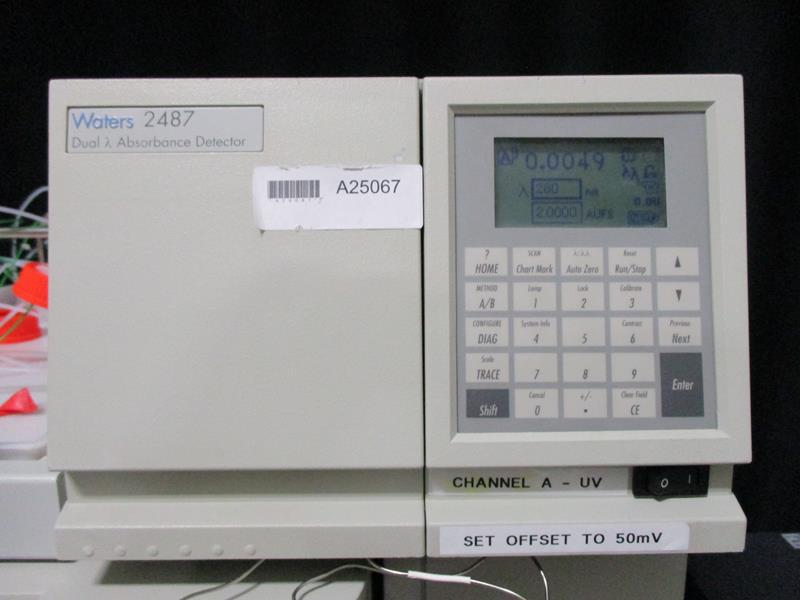 Waters 2487
Dual λ Absorbance Detector
A25067
0.0049
λ 280 nm
2.0000 AUFS
? SCAN λ/λλ Reset
HOME Chart Mark Auto Zero Run/Stop ▲
METHOD Lamp Lock Calibrate
A/B 1 2 3 ▼
CONFIGURE System Info Contrast Previous
DIAG 4 5 6 Next
Scale
TRACE 7 8 9 Enter
Cancel +/- Clear Field
Shift 0 • CE
CHANNEL A - UV
O I
SET OFFSET TO 50mV